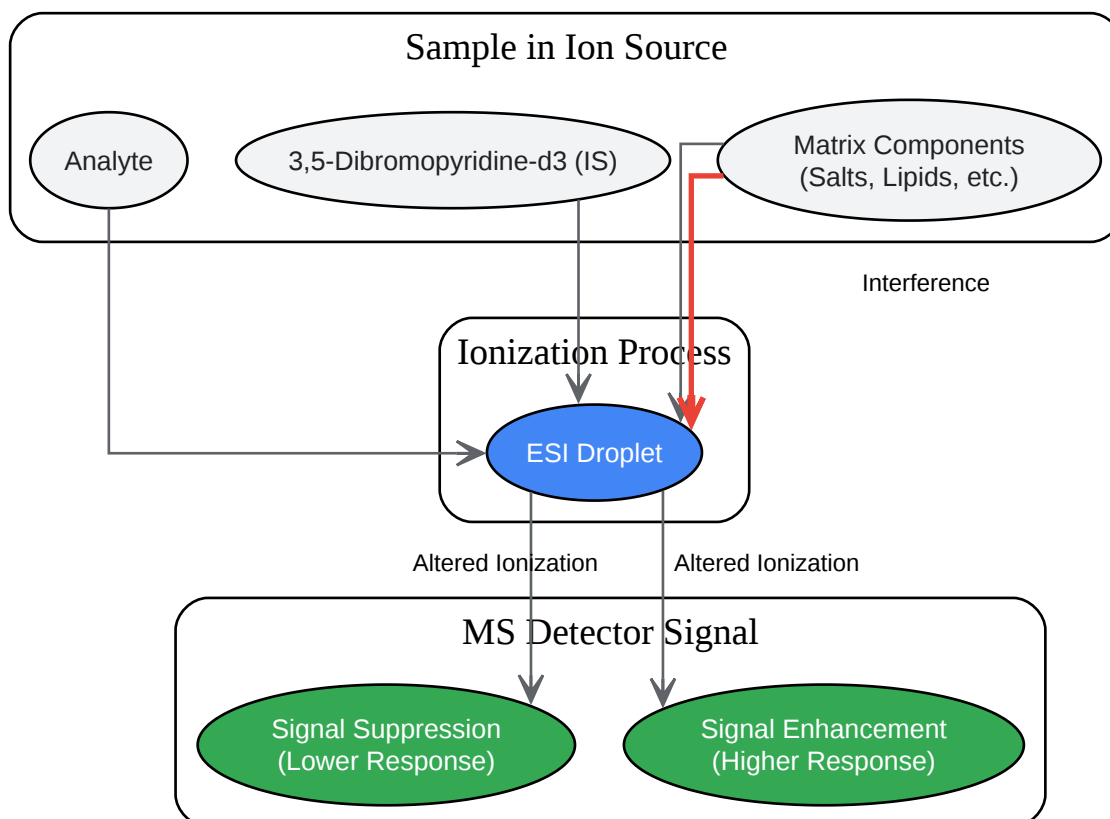 Sample in Ion Source
Analyte
3,5-Dibromopyridine-d3 (IS)
Matrix Components
(Salts, Lipids, etc.)
Interference
Ionization Process
ESI Droplet
Altered Ionization
Altered Ionization
MS Detector Signal
Signal Suppression
(Lower Response)
Signal Enhancement
(Higher Response)